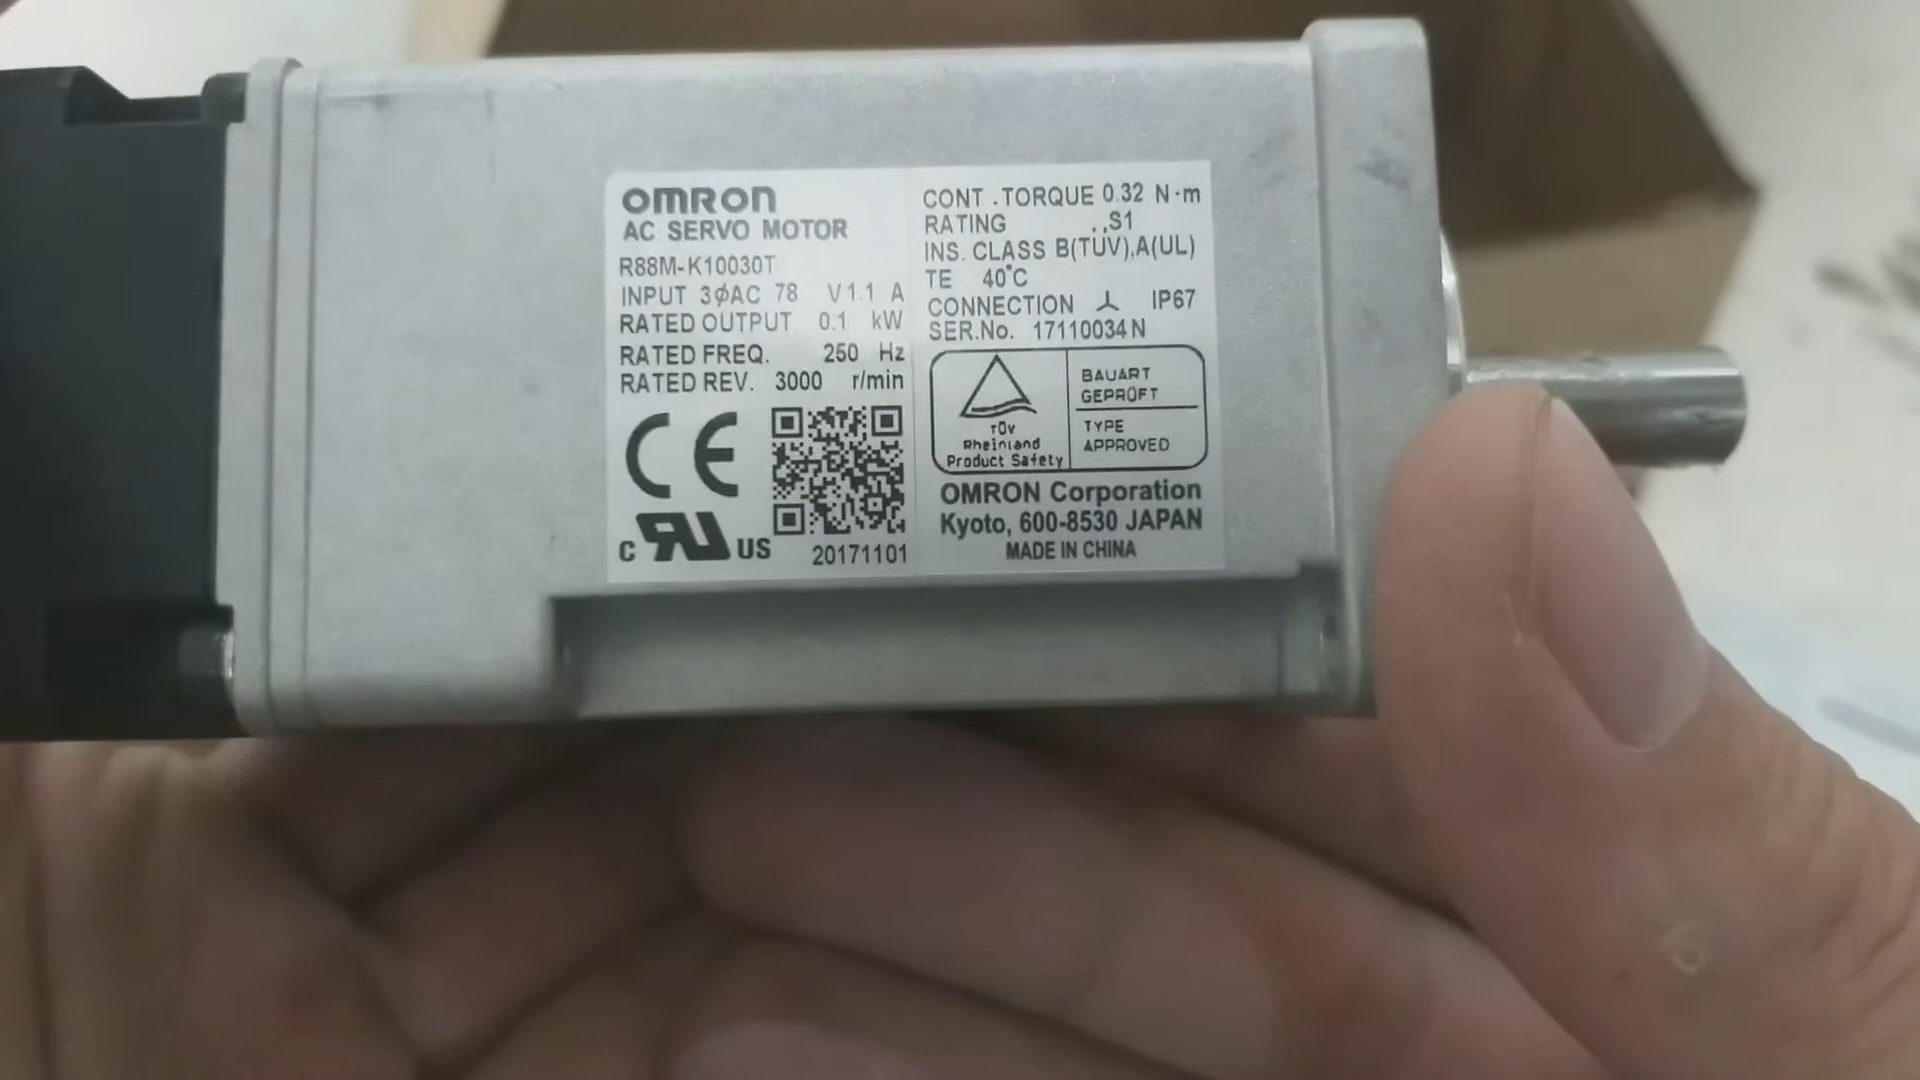 OMRON
AC SERVO MOTOR
R88M-K10030T
INPUT 3ϕAC 78 V 1.1 A
RATED OUTPUT 0.1 kW
RATED FREQ. 250 Hz
RATED REV. 3000 r/min
CE
C RU US
20171101
CONT. TORQUE 0.32 N·m
RATING ,,S1
INS. CLASS B(TÜV),A(UL)
TE 40°C
CONNECTION IP67
SER.No. 17110034N
TÜV
Rheinland
Product Safety
BAUART
GEPRÜFT
TYPE
APPROVED
OMRON Corporation
Kyoto, 600-8530 JAPAN
MADE IN CHINA